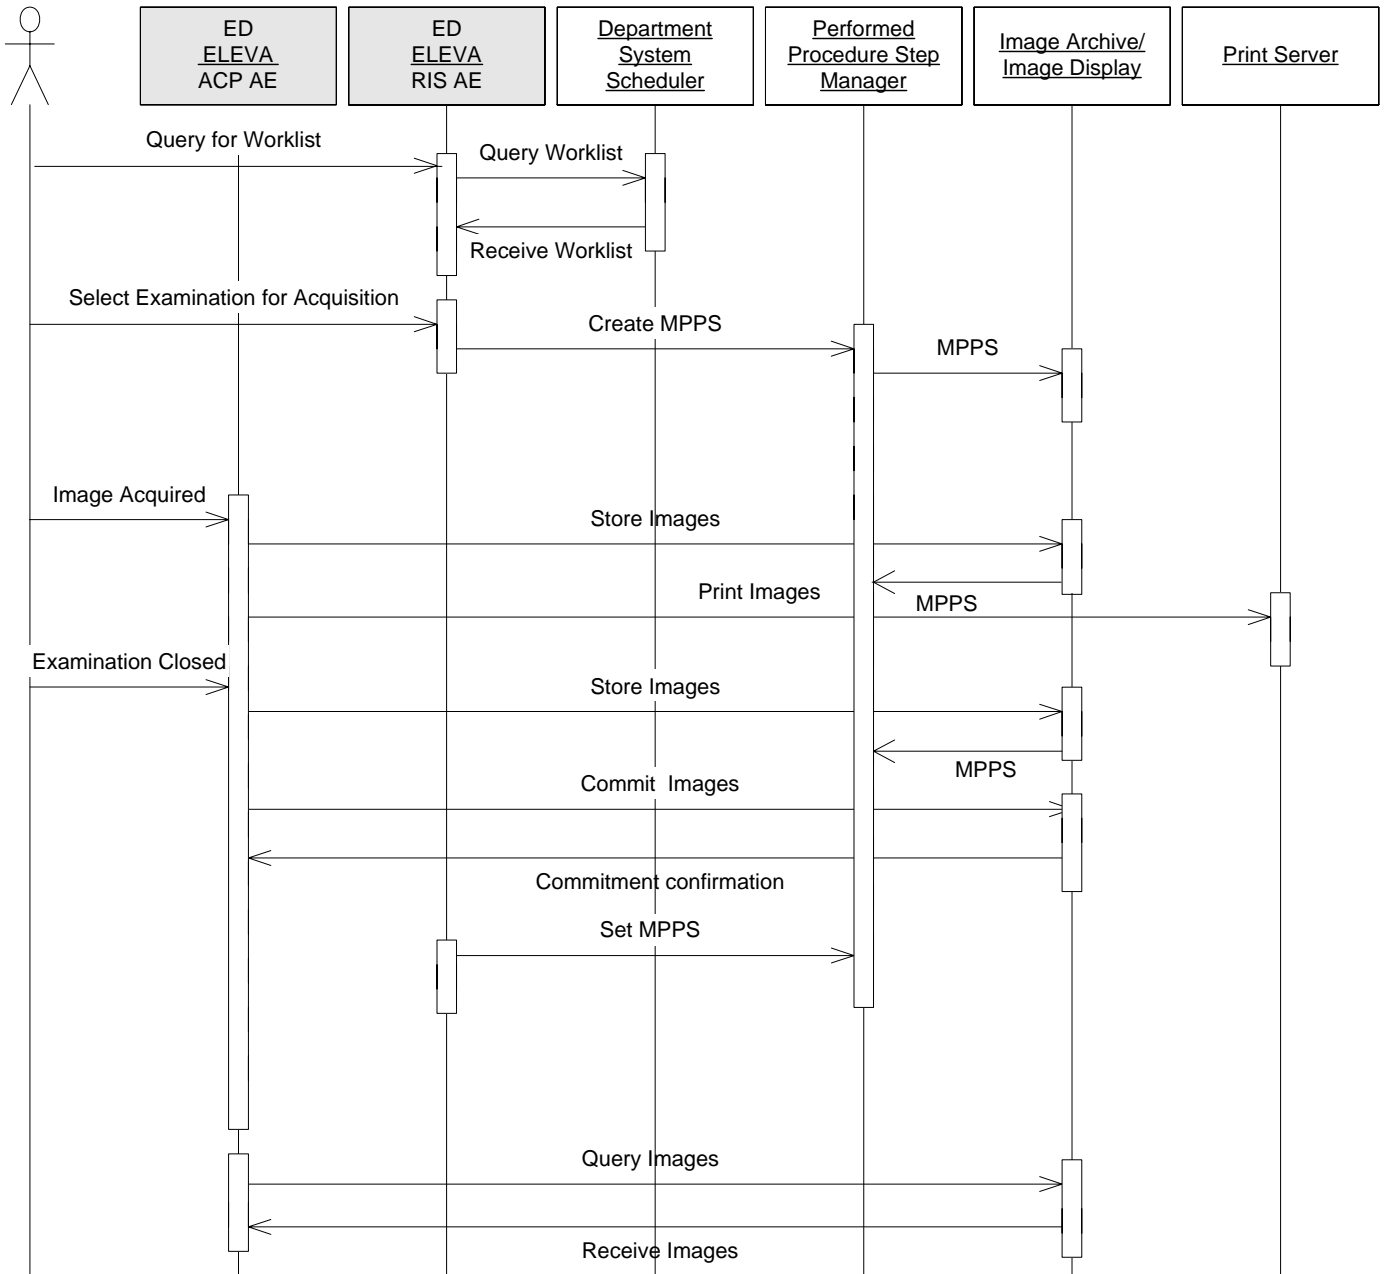 ED
ELEVA
ACP AE
ED
ELEVA
RIS AE
Department
System
Scheduler
Performed
Procedure Step
Manager
Image Archive/
Image Display
Print Server
Query for Worklist
Query Worklist
Receive Worklist
Select Examination for Acquisition
Create MPPS
MPPS
Image Acquired
Store Images
Print Images
MPPS
Examination Closed
Store Images
MPPS
Commit  Images
Commitment confirmation
Set MPPS
Query Images
Receive Images